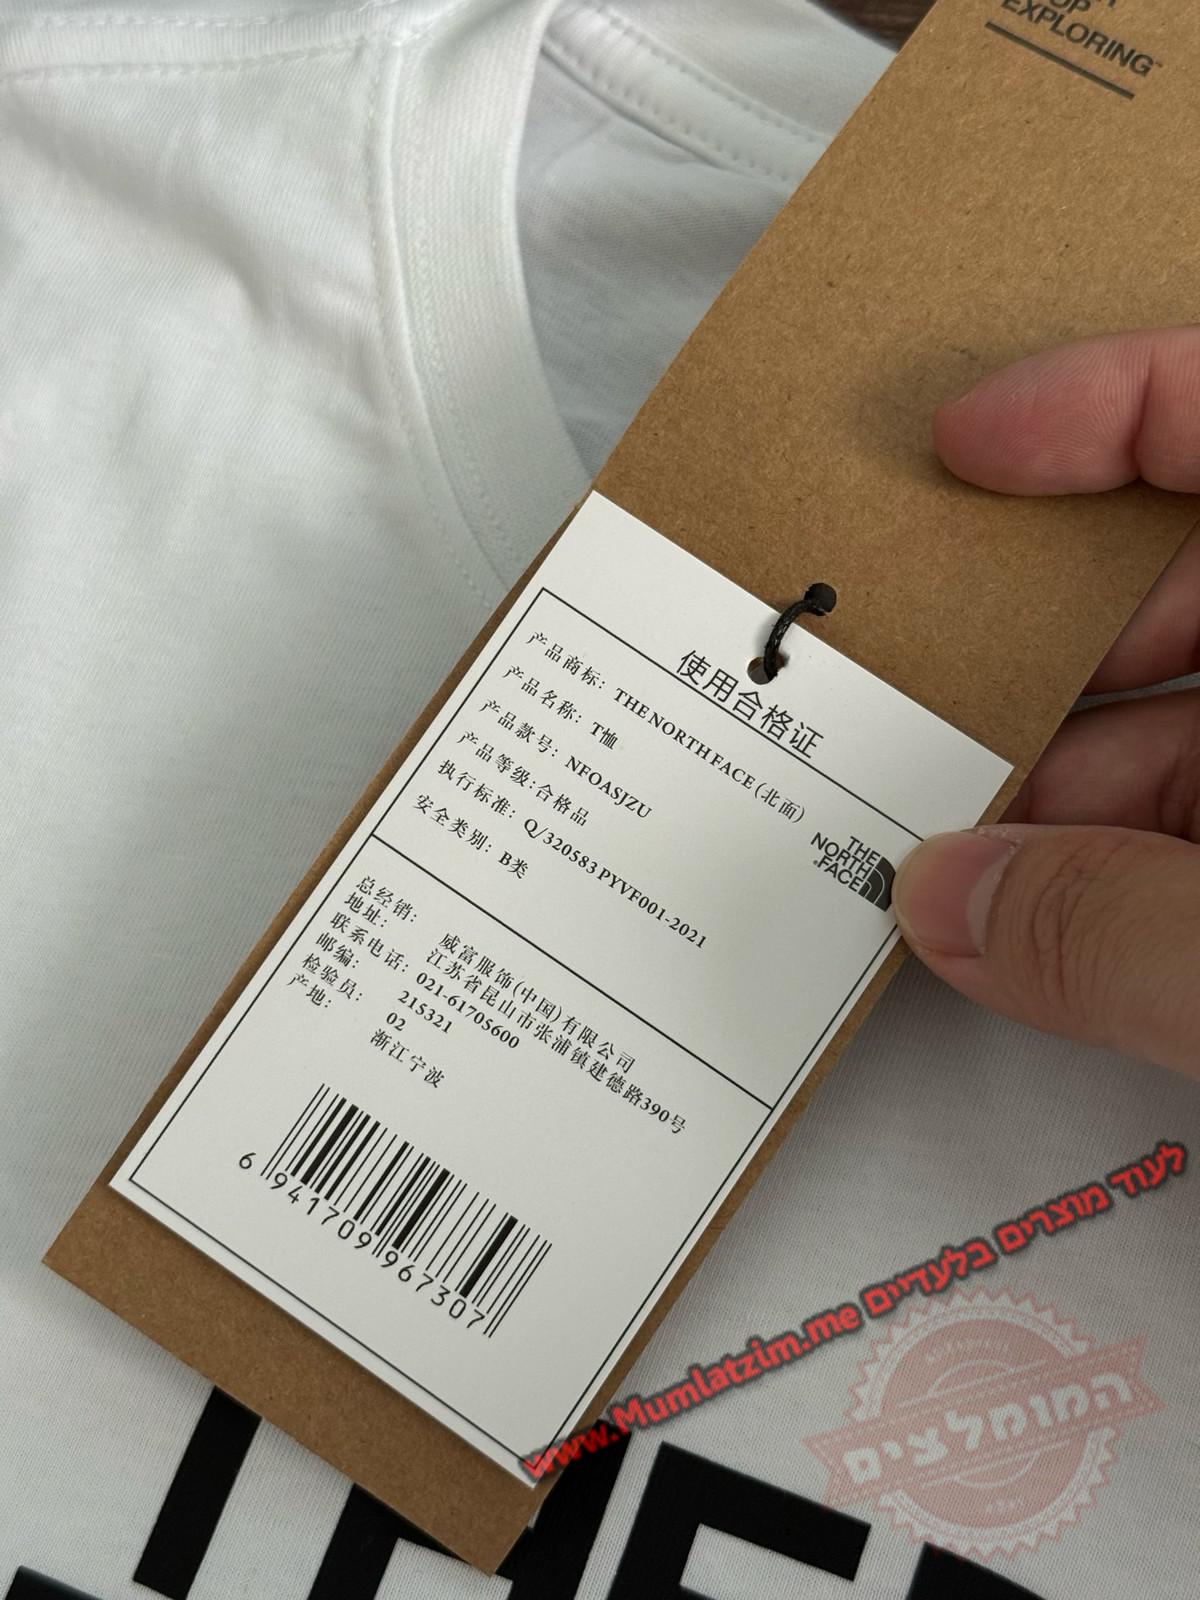 EXPLORING™
使用合格证
产品商标：THE NORTH FACE（北面）
产品名称：T恤
产品款号：NFOASJZU
产品等级：合格品
执行标准：Q/320583 PYVF001-2021
安全类别：B类
THE
NORTH
FACE
总经销：威富服饰(中国)有限公司
地址：江苏省昆山市张浦镇建德路390号
联系电话：021-61705600
邮编：215321
检验员：02
产地：渐江宁波
6 941709 967307
www.Mumlatzim.me לעוד מוצרים בלעדיים
המומלצים